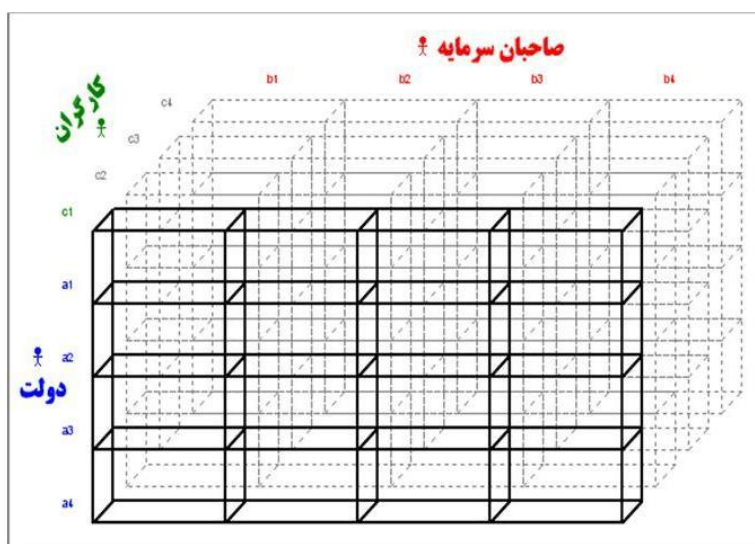 صاحبان سرمایه
b1 b2 b3 b4
کارگران
c4
c3
c2
c1
a1
a2
دولت
a3
a4